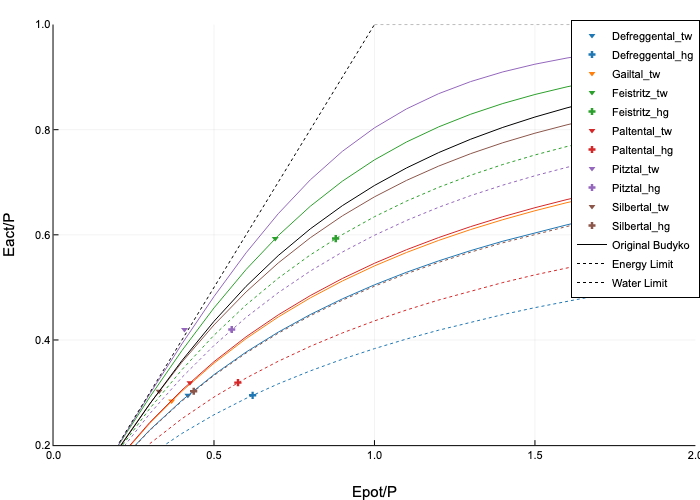 1.0
0.8
0.6
0.4
0.2
0.0
0.5
1.0
1.5
2.0
Eact/P
Epot/P
Defreggental_tw
Defreggental_hg
Gailtal_tw
Feistritz_tw
Feistritz_hg
Paltental_tw
Paltental_hg
Pitztal_tw
Pitztal_hg
Silbertal_tw
Silbertal_hg
Original Budyko
Energy Limit
Water Limit